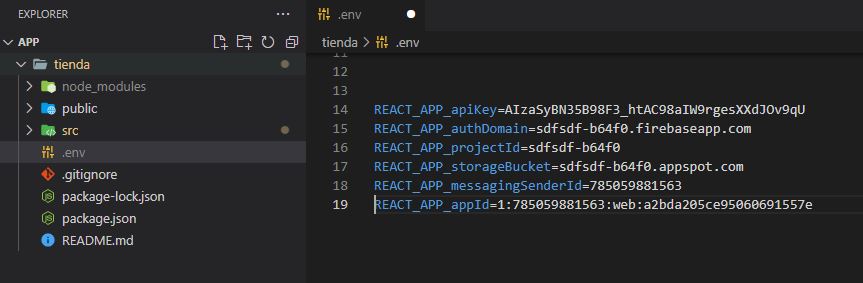 EXPLORER
···
.env
APP
tienda > .env
tienda
11
node_modules
12
public
13
src
14 REACT_APP_apiKey=AIzaSyBN35B98F3_htAC98aIW9rgesXXdJOv9qU
.env
15 REACT_APP_authDomain=sdfsdf-b64f0.firebaseapp.com
.gitignore
16 REACT_APP_projectId=sdfsdf-b64f0
package-lock.json
17 REACT_APP_storageBucket=sdfsdf-b64f0.appspot.com
package.json
18 REACT_APP_messagingSenderId=785059881563
README.md
19 REACT_APP_appId=1:785059881563:web:a2bda205ce95060691557e